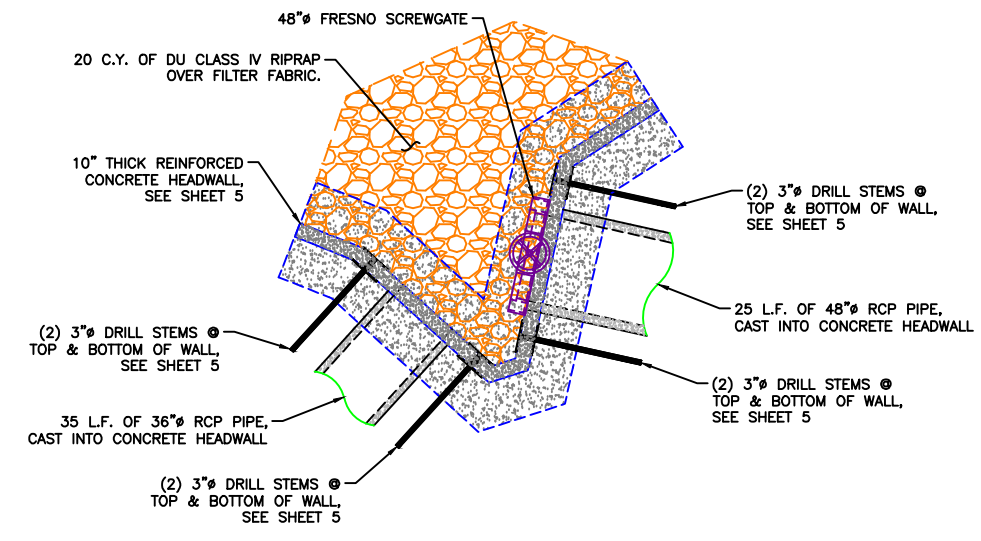 48"ø FRESNO SCREWGATE
20 C.Y. OF DU CLASS IV RIPRAP
OVER FILTER FABRIC.
10" THICK REINFORCED
CONCRETE HEADWALL,
SEE SHEET 5
(2) 3"ø DRILL STEMS @
TOP & BOTTOM OF WALL,
SEE SHEET 5
25 L.F. OF 48"ø RCP PIPE,
CAST INTO CONCRETE HEADWALL
(2) 3"ø DRILL STEMS @
TOP & BOTTOM OF WALL,
SEE SHEET 5
(2) 3"ø DRILL STEMS @
TOP & BOTTOM OF WALL,
SEE SHEET 5
35 L.F. OF 36"ø RCP PIPE,
CAST INTO CONCRETE HEADWALL
(2) 3"ø DRILL STEMS @
TOP & BOTTOM OF WALL,
SEE SHEET 5